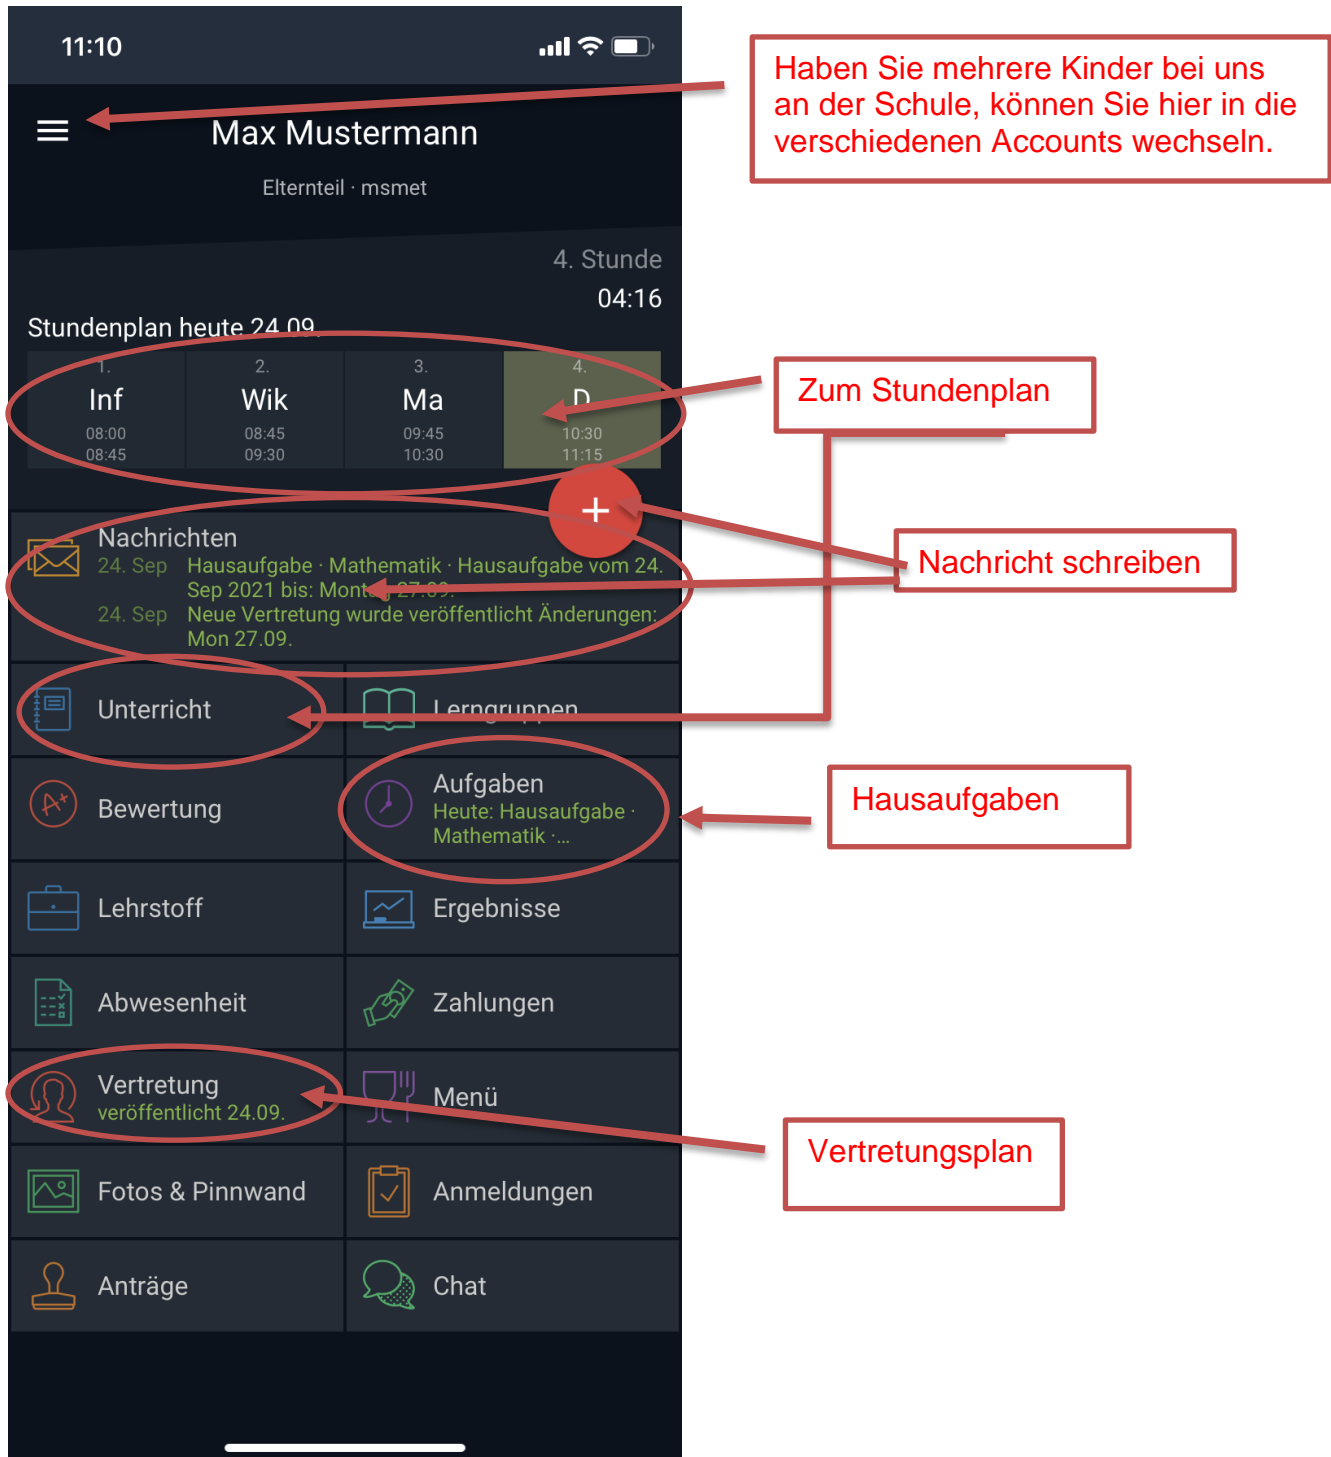 11:10
Haben Sie mehrere Kinder bei uns
an der Schule, können Sie hier in die
verschiedenen Accounts wechseln.
Max Mustermann
Elternteil · msmet
4. Stunde
04:16
Stundenplan heute 24.09.
1.
Inf
08:00
08:45
2.
Wik
08:45
09:30
3.
Ma
09:45
10:30
4.
D
10:30
11:15
Zum Stundenplan
+
Nachricht schreiben
Nachrichten
24. Sep Hausaufgabe · Mathematik · Hausaufgabe vom 24.
Sep 2021 bis: Montag 27.09.
24. Sep Neue Vertretung wurde veröffentlicht Änderungen:
Mon 27.09.
Unterricht
Lerngruppen
A+
Bewertung
Aufgaben
Heute: Hausaufgabe ·
Mathematik ·...
Hausaufgaben
Lehrstoff
Ergebnisse
Abwesenheit
Zahlungen
Vertretung
veröffentlicht 24.09.
Menü
Vertretungsplan
Fotos & Pinnwand
Anmeldungen
Anträge
Chat